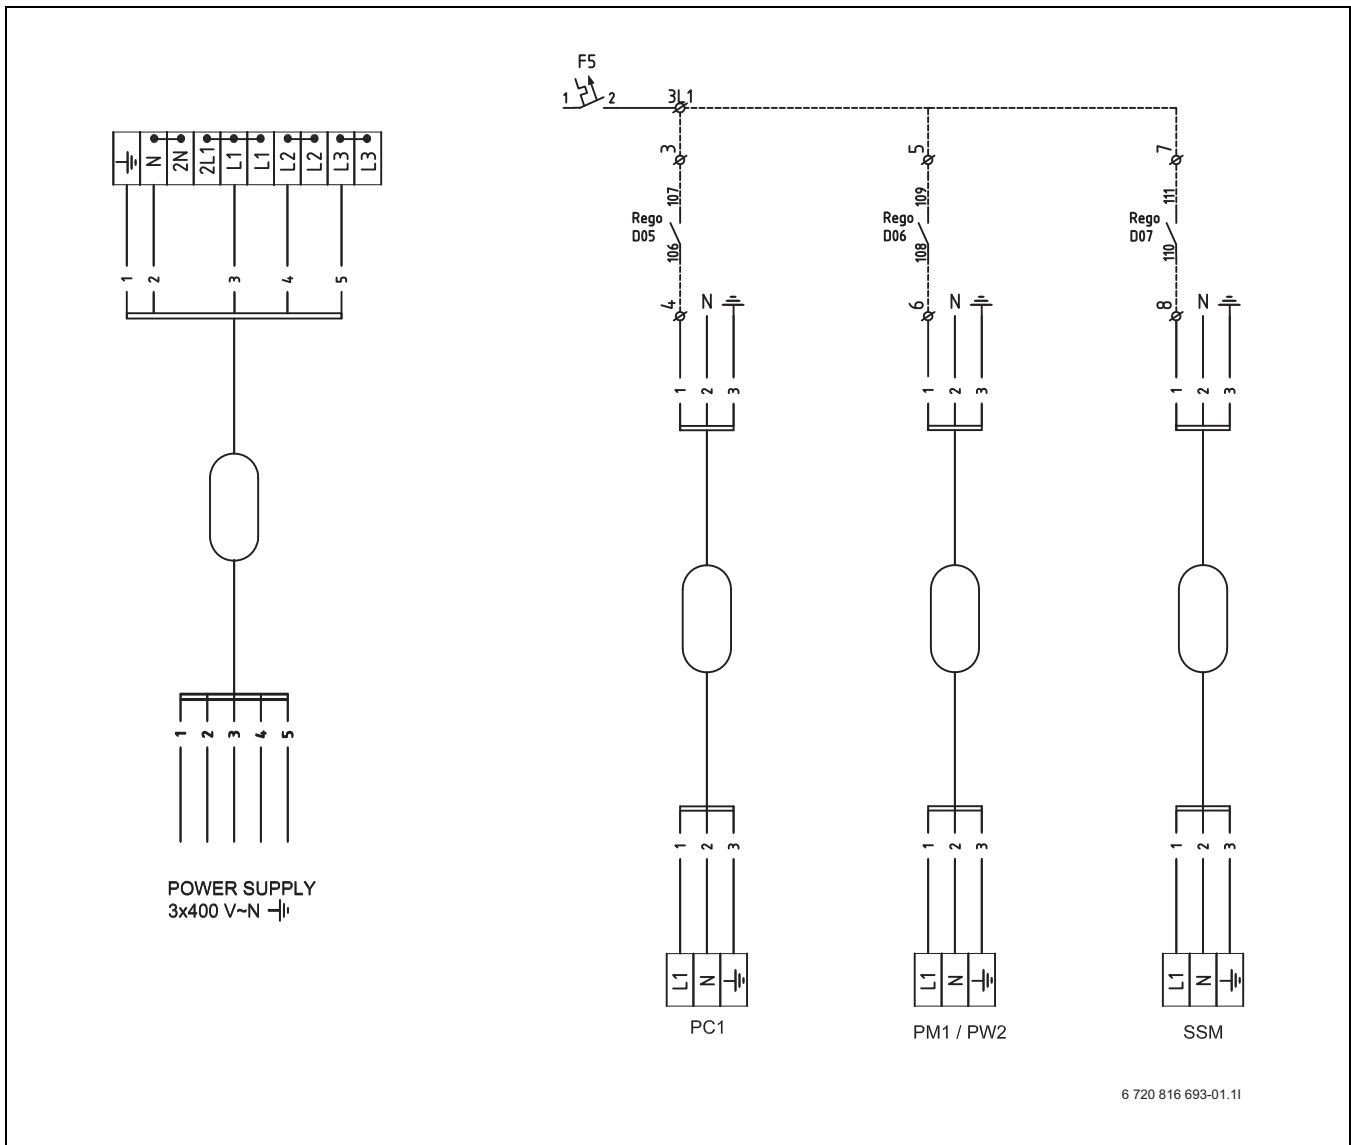 F5
1 2 3L1
N 2N 2L1 L1 L1 L2 L2 L3 L3
3 5 7
107 109 111
Rego Rego Rego
D05 D06 D07
106 108 110
1 2 3 4 5
4 N 6 N 8 N
1 2 3 1 2 3 1 2 3
1 2 3 4 5
1 2 3 1 2 3 1 2 3
POWER SUPPLY
3x400 V~N
L1 N L1 N L1 N
PC1 PM1 / PW2 SSM
6 720 816 693-01.1I